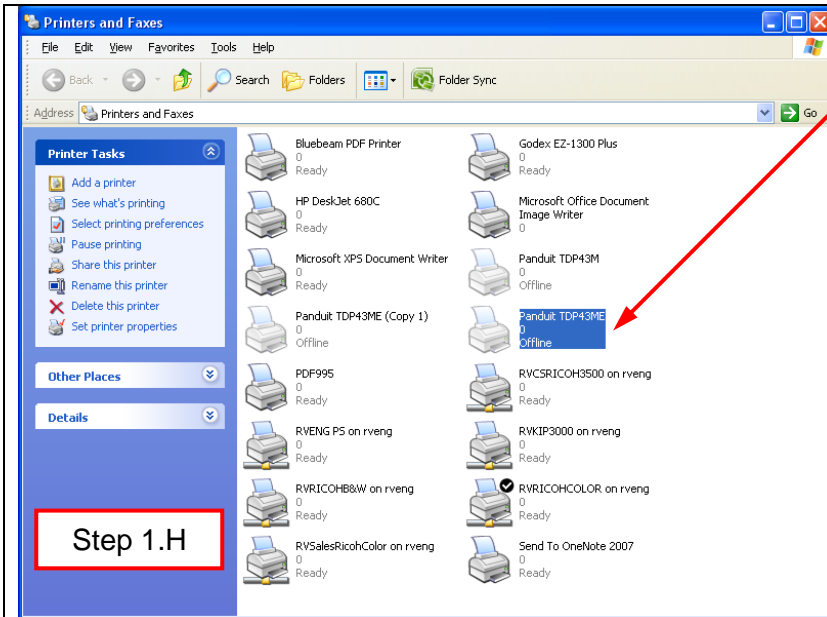 Printers and Faxes
File Edit View Favorites Tools Help
Back Search Folders Folder Sync
Address Printers and Faxes Go
Printer Tasks
Add a printer
See what's printing
Select printing preferences
Pause printing
Share this printer
Rename this printer
Delete this printer
Set printer properties
Other Places
Details
Step 1.H
Bluebeam PDF Printer
0
Ready
Godex EZ-1300 Plus
0
Ready
HP DeskJet 680C
0
Ready
Microsoft Office Document
Image Writer
0
Microsoft XPS Document Writer
0
Ready
Panduit TDP43M
0
Offline
Panduit TDP43ME (Copy 1)
0
Offline
Panduit TDP43ME
0
Offline
PDF995
0
Ready
RVCSRICOH3500 on rveng
0
Ready
RVENG PS on rveng
0
Ready
RVKIP3000 on rveng
0
Ready
RVRICOHB&W on rveng
0
Ready
RVRICOHCOLOR on rveng
0
Ready
RVSalesRicohColor on rveng
0
Ready
Send To OneNote 2007
0
Ready